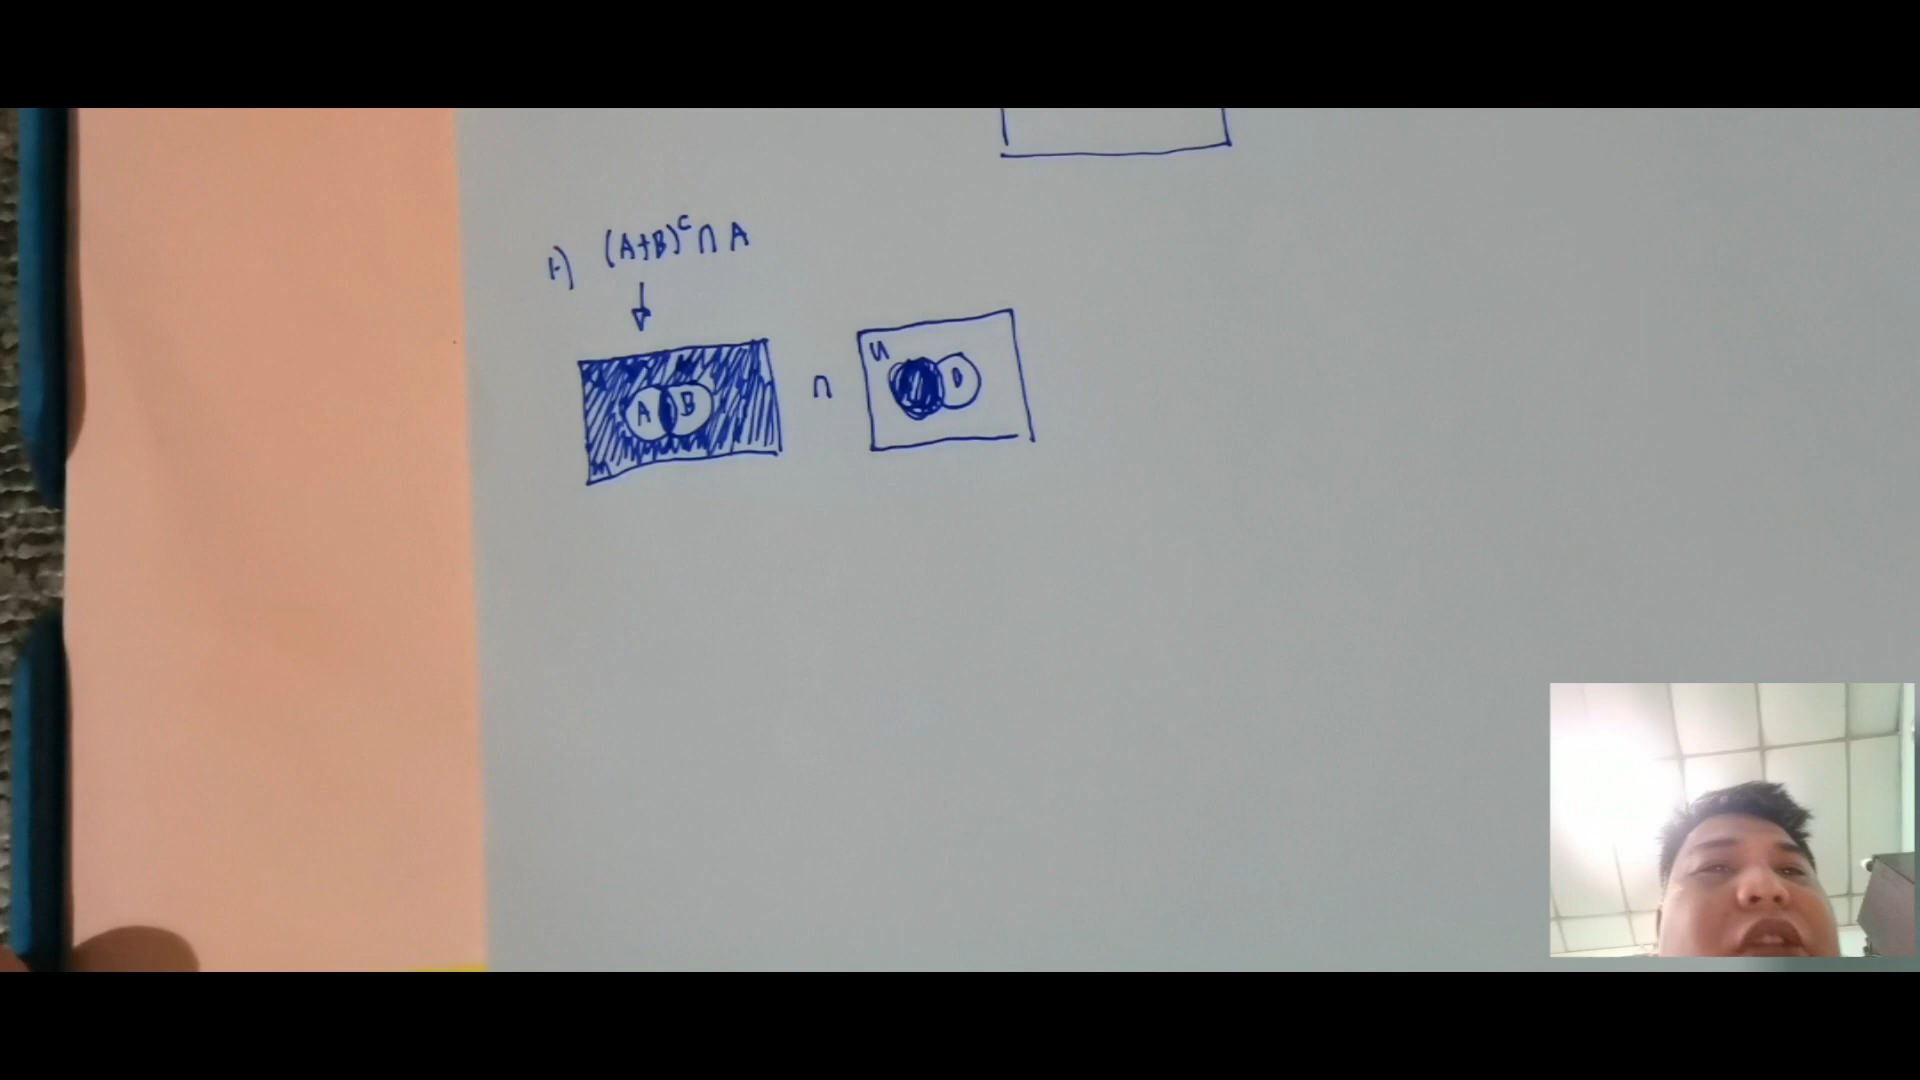 1) (A+B)ᶜ ∩ A
A B ∩ U